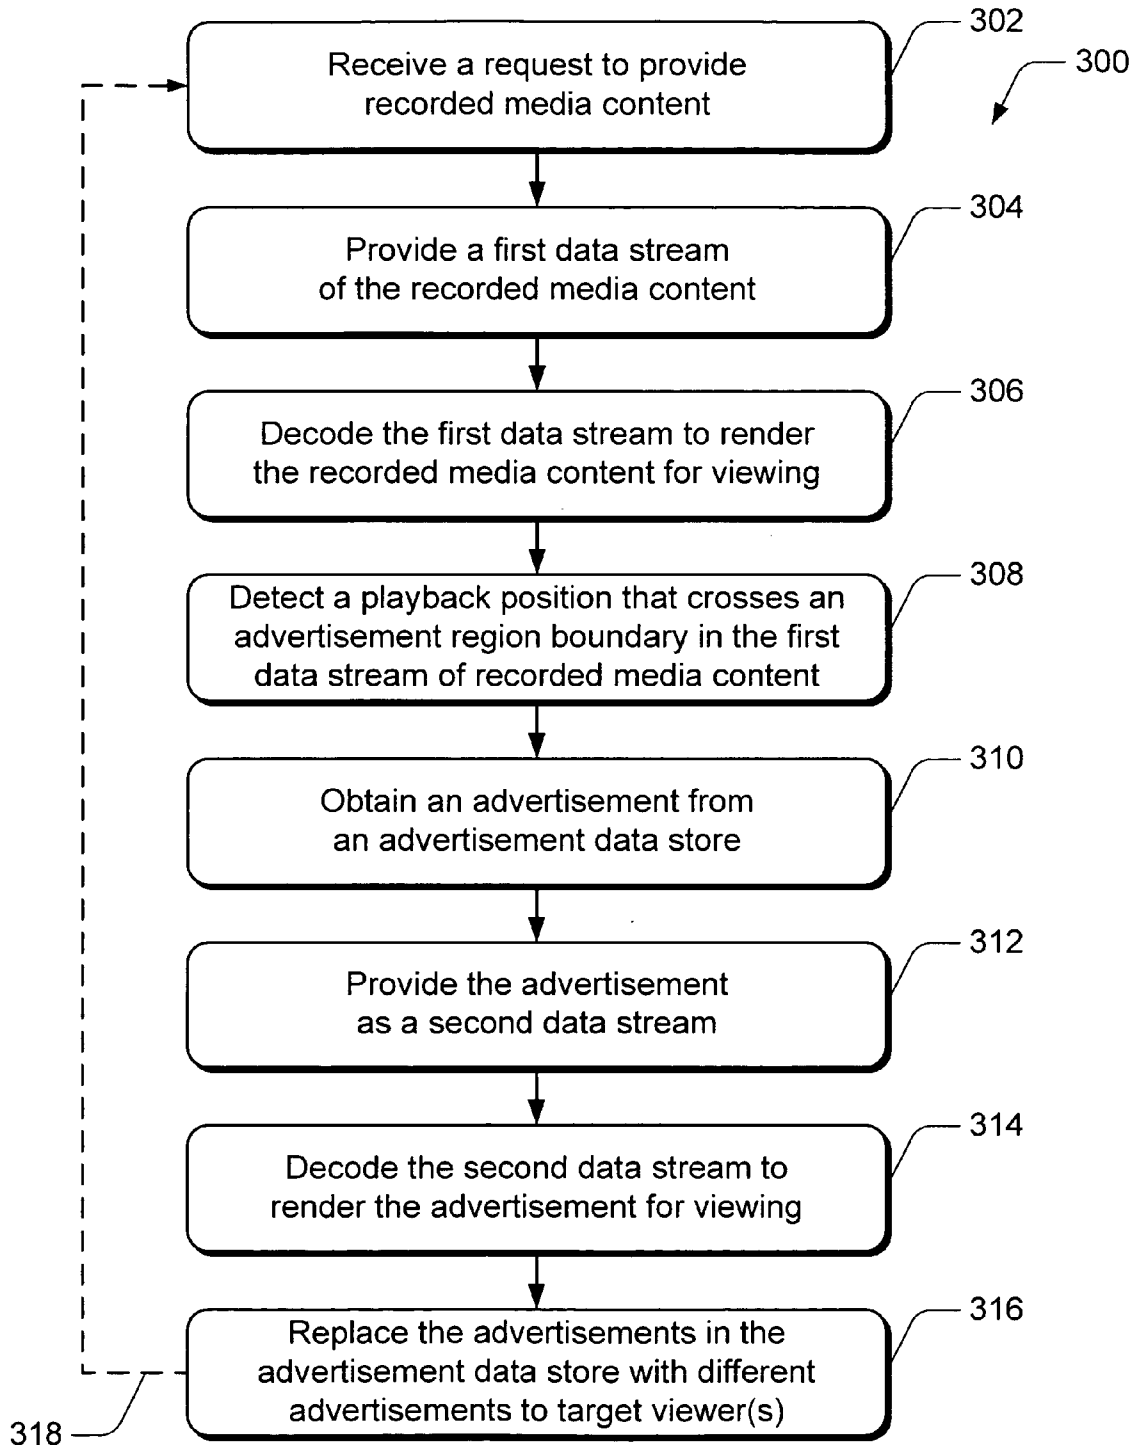 302
300
Receive a request to provide
recorded media content
304
Provide a first data stream
of the recorded media content
306
Decode the first data stream to render
the recorded media content for viewing
308
Detect a playback position that crosses an
advertisement region boundary in the first
data stream of recorded media content
310
Obtain an advertisement from
an advertisement data store
312
Provide the advertisement
as a second data stream
314
Decode the second data stream to
render the advertisement for viewing
316
Replace the advertisements in the
advertisement data store with different
advertisements to target viewer(s)
318